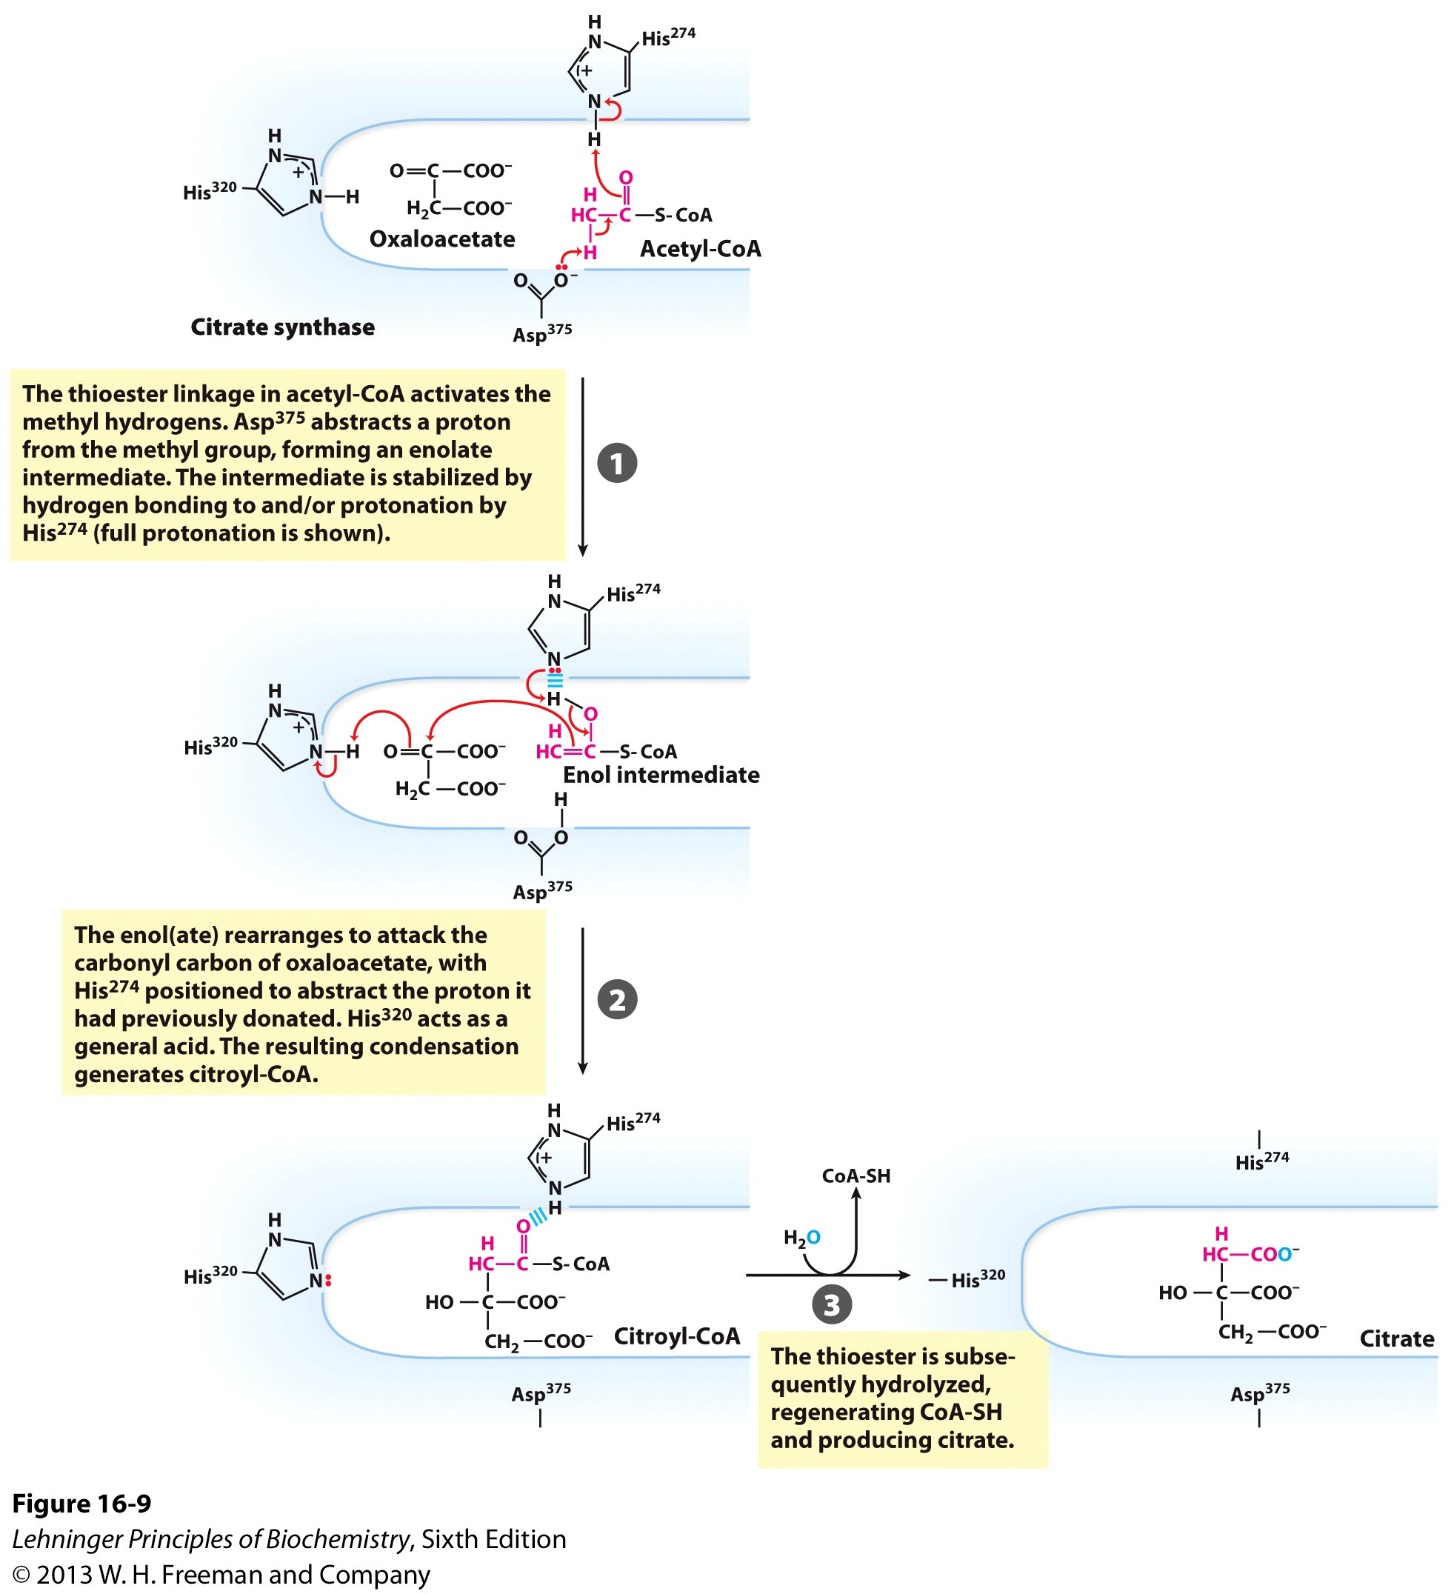 H
N
His274
+
N
H
H
N
+
His320
N—H
O=C—COO−
H2C—COO−
Oxaloacetate
O
H
HC—C—S-CoA
H
Acetyl-CoA
O O−
Asp375
Citrate synthase
The thioester linkage in acetyl-CoA activates the
methyl hydrogens. Asp375 abstracts a proton
from the methyl group, forming an enolate
intermediate. The intermediate is stabilized by
hydrogen bonding to and/or protonation by
His274 (full protonation is shown).
1
H
N
His274
N
H
O
H
N
+
His320
N—H
O=C—COO−
H2C—COO−
H
HC=C—S-CoA
Enol intermediate
H
O O
Asp375
The enol(ate) rearranges to attack the
carbonyl carbon of oxaloacetate, with
His274 positioned to abstract the proton it
had previously donated. His320 acts as a
general acid. The resulting condensation
generates citroyl-CoA.
2
H
N
His274
+
N
H
H
N
His320
N
O
H
HC—C—S-CoA
HO—C—COO−
CH2—COO−
Citroyl-CoA
Asp375
CoA-SH
H2O
3
The thioester is subse-
quently hydrolyzed,
regenerating CoA-SH
and producing citrate.
His274
—His320
H
HC—COO−
HO—C—COO−
CH2—COO−
Citrate
Asp375
Figure 16-9
Lehninger Principles of Biochemistry, Sixth Edition
© 2013 W. H. Freeman and Company